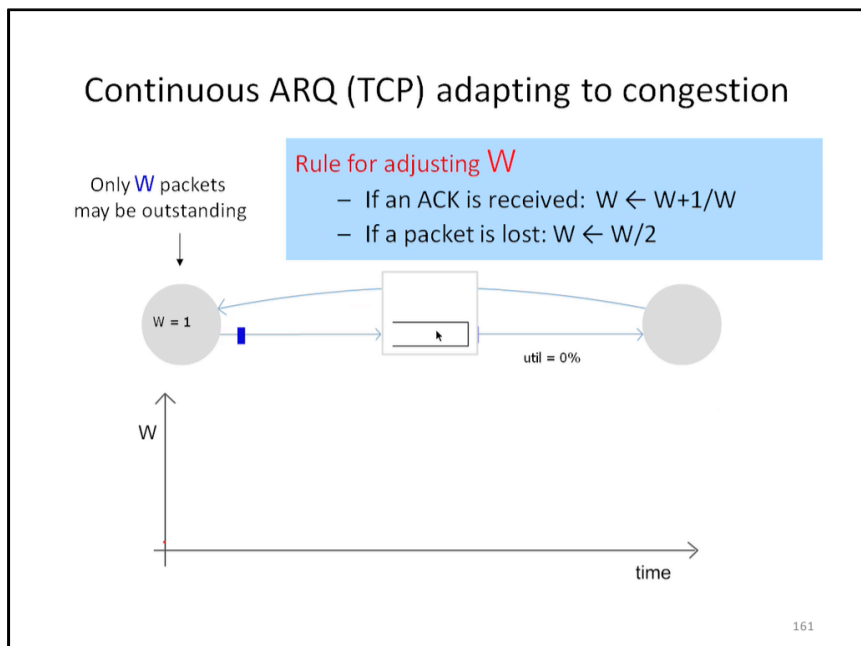 Continuous ARQ (TCP) adapting to congestion
Only W packets
may be outstanding
Rule for adjusting W
– If an ACK is received: W ← W+1/W
– If a packet is lost: W ← W/2
W = 1
util = 0%
W
time
161